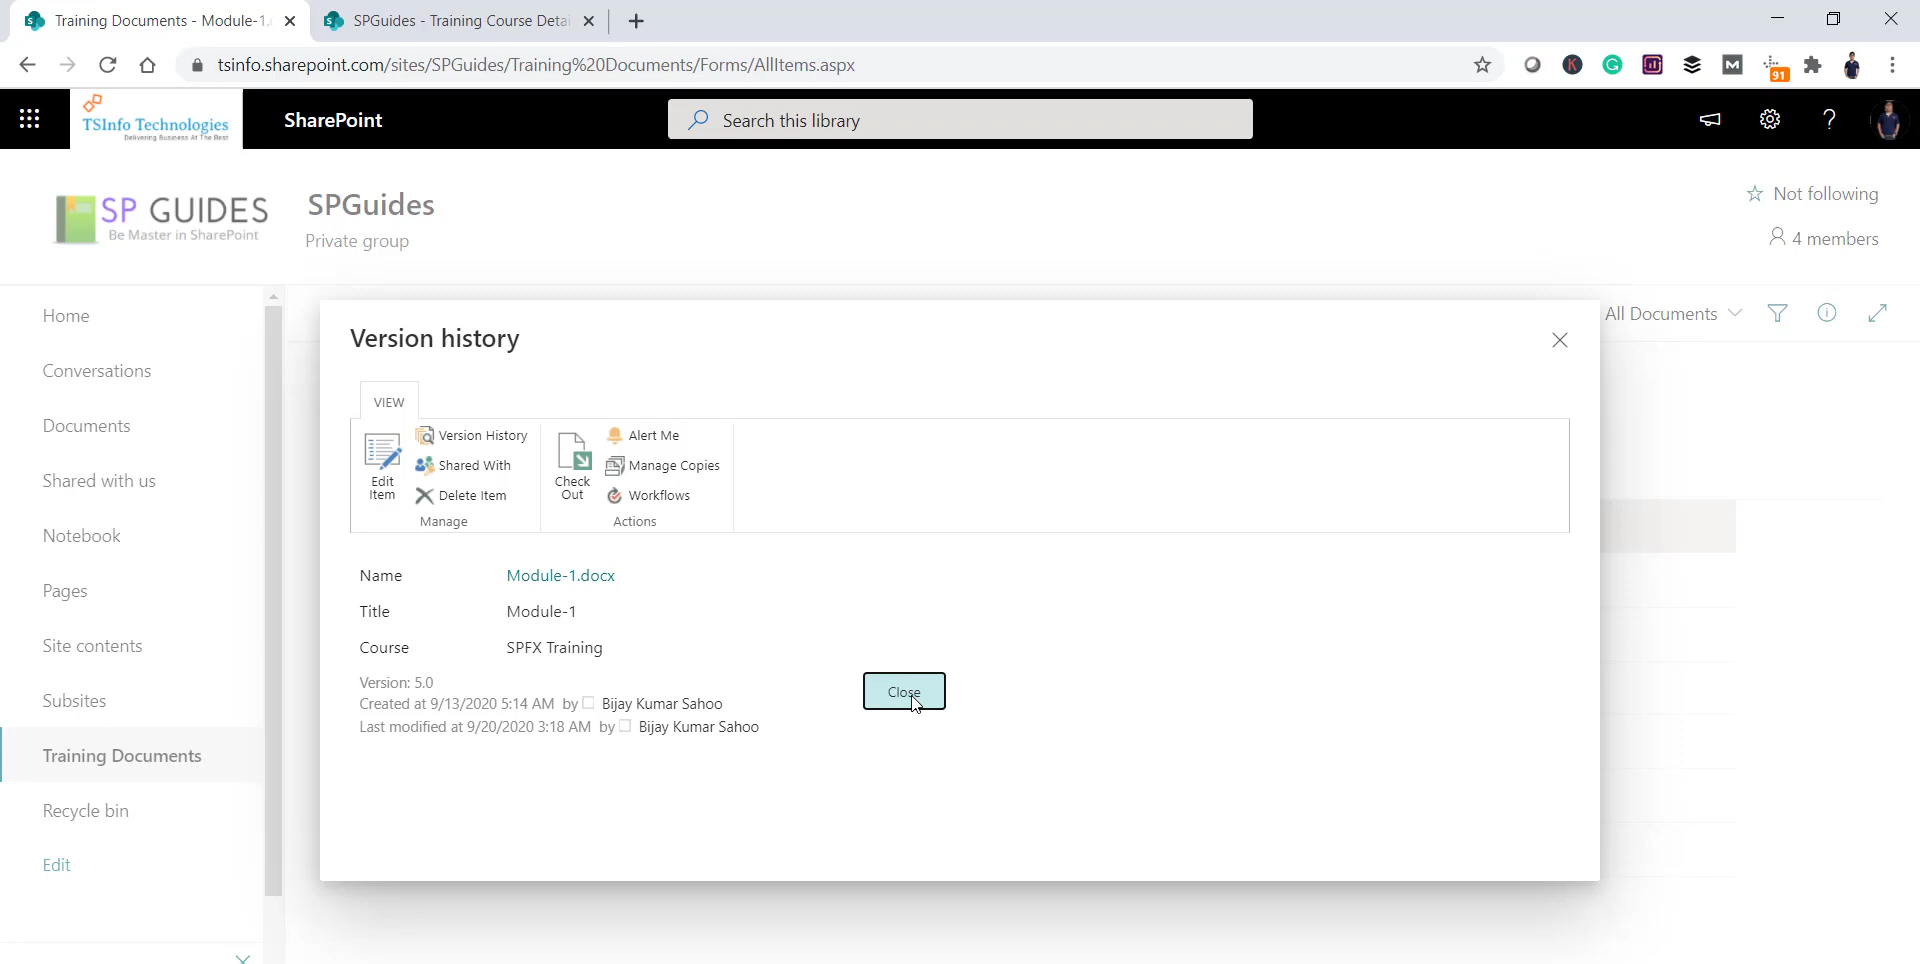 Training Documents - Module-1.
SPGuides - Training Course Detai
tsinfo.sharepoint.com/sites/SPGuides/Training%20Documents/Forms/AllItems.aspx
91
TSInfo Technologies
Delivering Business At The Best
SharePoint
Search this library
SP GUIDES
Be Master in SharePoint
SPGuides
Private group
Not following
4 members
Home
Conversations
Documents
Shared with us
Notebook
Pages
Site contents
Subsites
Training Documents
Recycle bin
Edit
All Documents
Version history
VIEW
Edit
Item
Version History
Shared With
Delete Item
Manage
Check
Out
Alert Me
Manage Copies
Workflows
Actions
Name Module-1.docx
Title Module-1
Course SPFX Training
Version: 5.0
Created at 9/13/2020 5:14 AM by Bijay Kumar Sahoo
Last modified at 9/20/2020 3:18 AM by Bijay Kumar Sahoo
Close